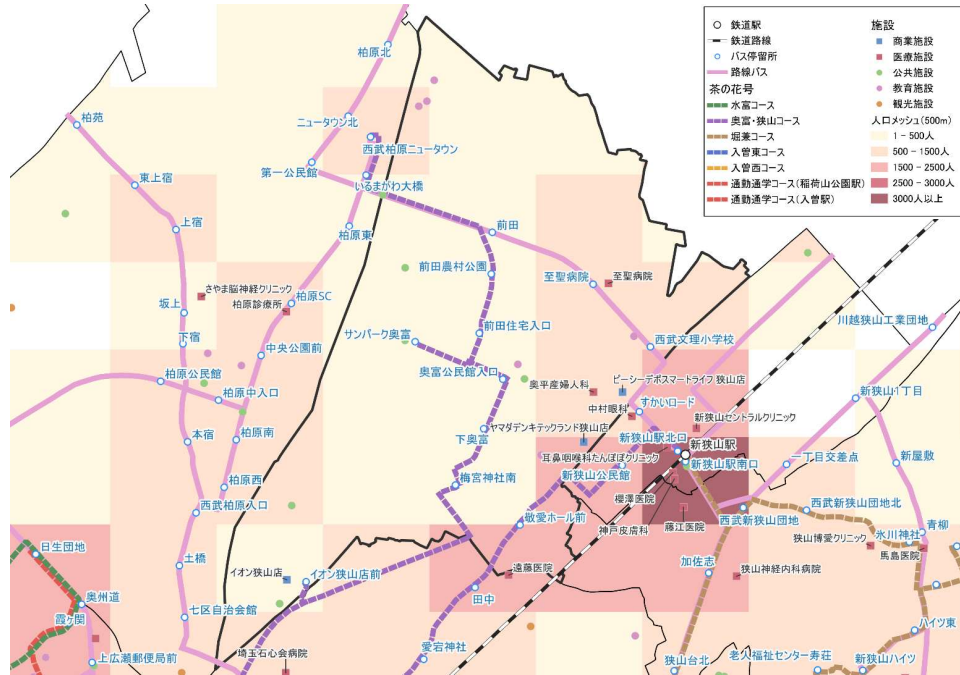 鉄道駅
鉄道路線
バス停留所
路線バス
茶の花号
水富コース
奥富・狭山コース
堀兼コース
入曽東コース
入曽西コース
通勤通学コース(稲荷山公園駅)
通勤通学コース(入曽駅)
施設
商業施設
医療施設
公共施設
教育施設
観光施設
人口メッシュ(500m)
1 - 500人
500 - 1500人
1500 - 2500人
2500 - 3000人
3000人以上
柏原北
柏苑
ニュータウン北
西武柏原ニュータウン
第一公民館
いるまがわ大橋
東上宿
上宿
柏原東
前田
前田農村公園
至聖病院
至聖病院
さやま脳神経クリニック
柏原診療所
柏原SC
坂上
下宿
サンパーク奥富
前田住宅入口
川越狭山工業団地
中央公園前
西武文理小学校
柏原公民館
柏原中入口
奥富公民館入口
奥平産婦人科
ピーシーデポスマートライフ 狭山店
新狭山1丁目
中村眼科
すかいロード
新狭山セントラルクリニック
ヤマダデンキテックランド狭山店
本宿
柏原南
下奥富
新狭山駅北口
新狭山駅
耳鼻咽喉科たんぽぽクリニック
新狭山駅南口
一丁目交差点
新屋敷
新狭山公民館
柏原西
梅宮神社南
櫻澤医院
西武新狭山団地北
西武柏原入口
西武新狭山団地
敬愛ホール前
神戸皮膚科
藤江医院
青柳
氷川神社
狭山博愛クリニック
馬島医院
日生団地
土橋
イオン狭山店
イオン狭山店前
遠藤医院
田中
加佐志
狭山神経内科病院
奥州道
霞ヶ関
七区自治会館
ハイツ東
愛宕神社
上広瀬郵便局前
埼玉石心会病院
狭山台北
老人福祉センター寿荘
新狭山ハイツ